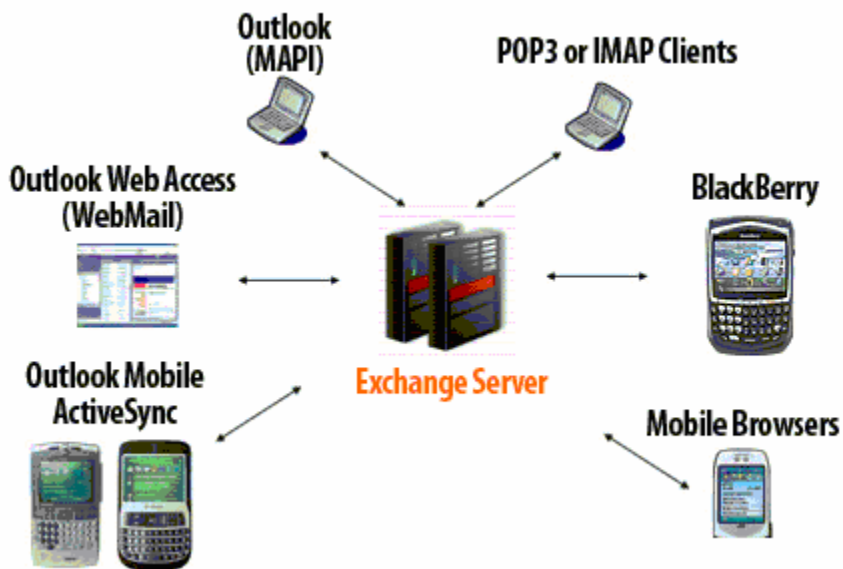 Outlook
(MAPI)
POP3 or IMAP Clients
Outlook Web Access
(WebMail)
BlackBerry
Exchange Server
Outlook Mobile
ActiveSync
Mobile Browsers